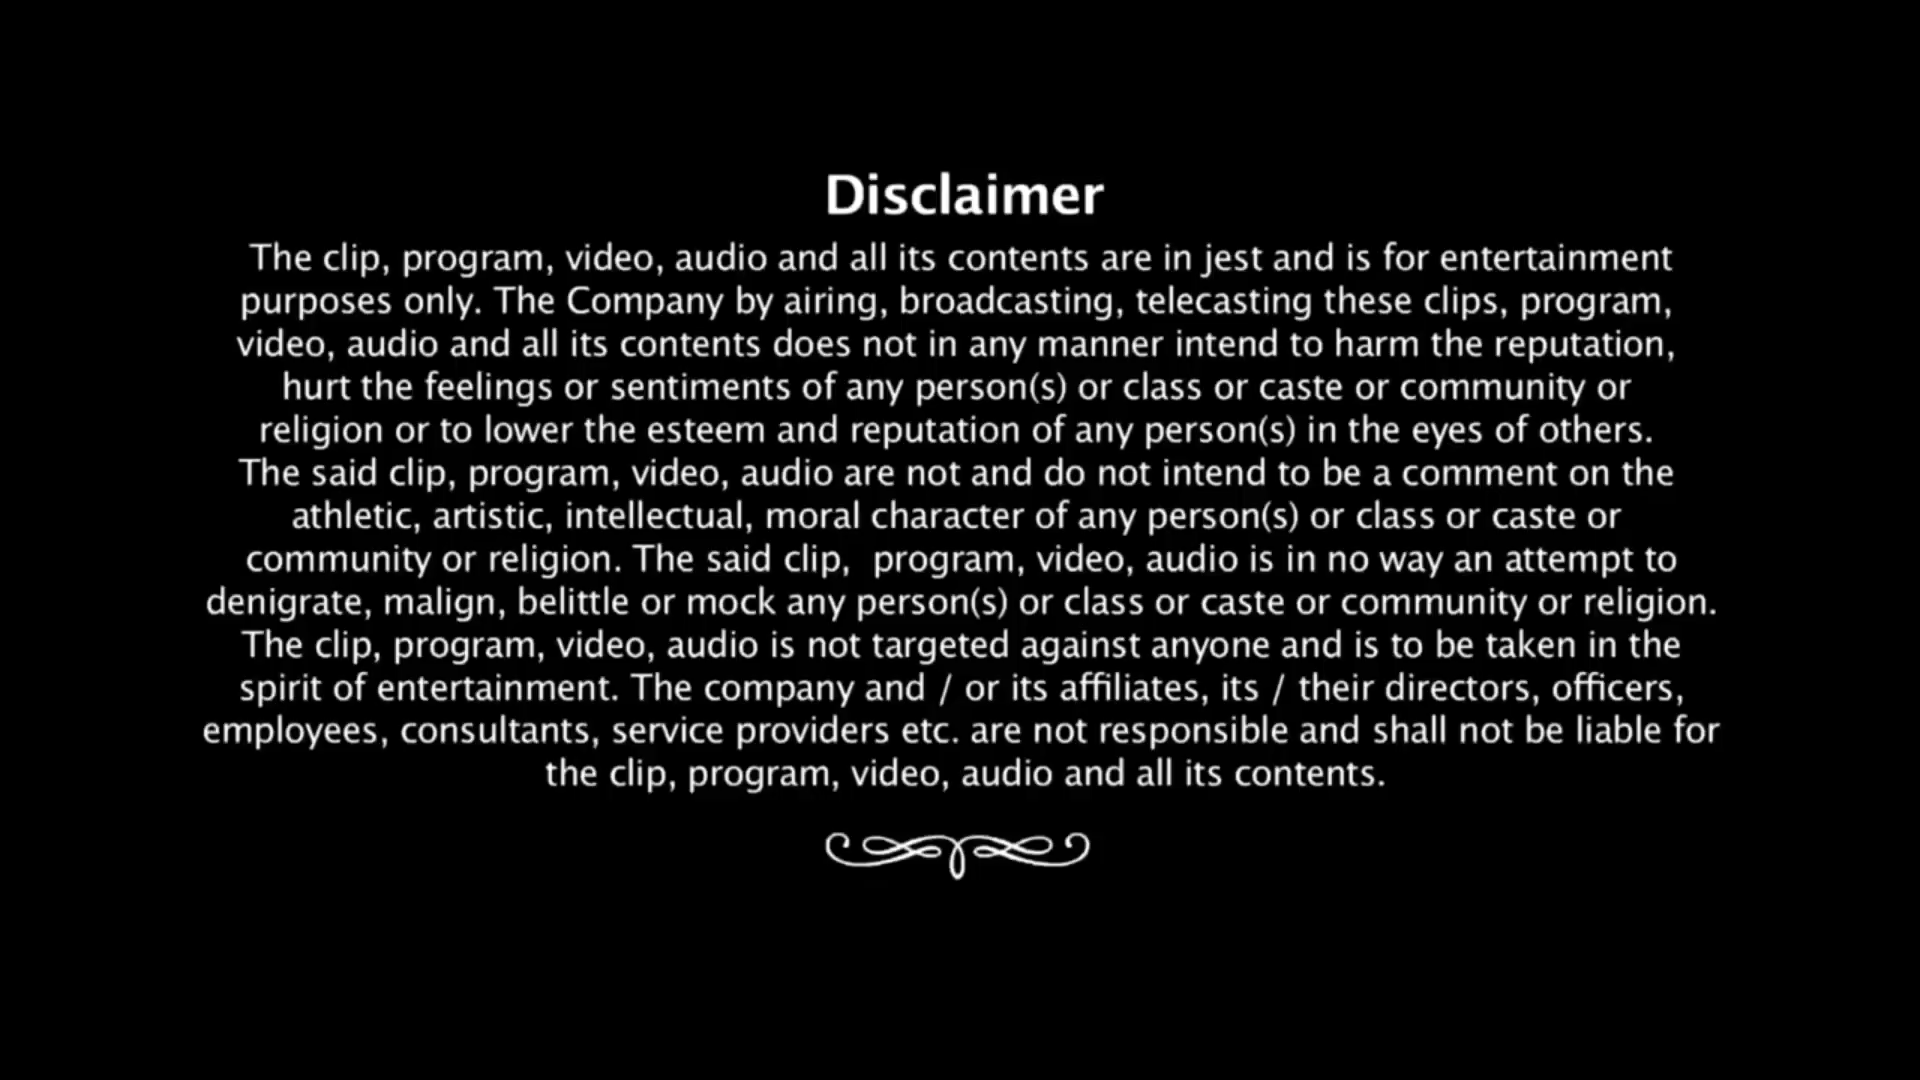 Disclaimer
The clip, program, video, audio and all its contents are in jest and is for entertainment
purposes only. The Company by airing, broadcasting, telecasting these clips, program,
video, audio and all its contents does not in any manner intend to harm the reputation,
hurt the feelings or sentiments of any person(s) or class or caste or community or
religion or to lower the esteem and reputation of any person(s) in the eyes of others.
The said clip, program, video, audio are not and do not intend to be a comment on the
athletic, artistic, intellectual, moral character of any person(s) or class or caste or
community or religion. The said clip,  program, video, audio is in no way an attempt to
denigrate, malign, belittle or mock any person(s) or class or caste or community or religion.
The clip, program, video, audio is not targeted against anyone and is to be taken in the
spirit of entertainment. The company and / or its affiliates, its / their directors, officers,
employees, consultants, service providers etc. are not responsible and shall not be liable for
the clip, program, video, audio and all its contents.